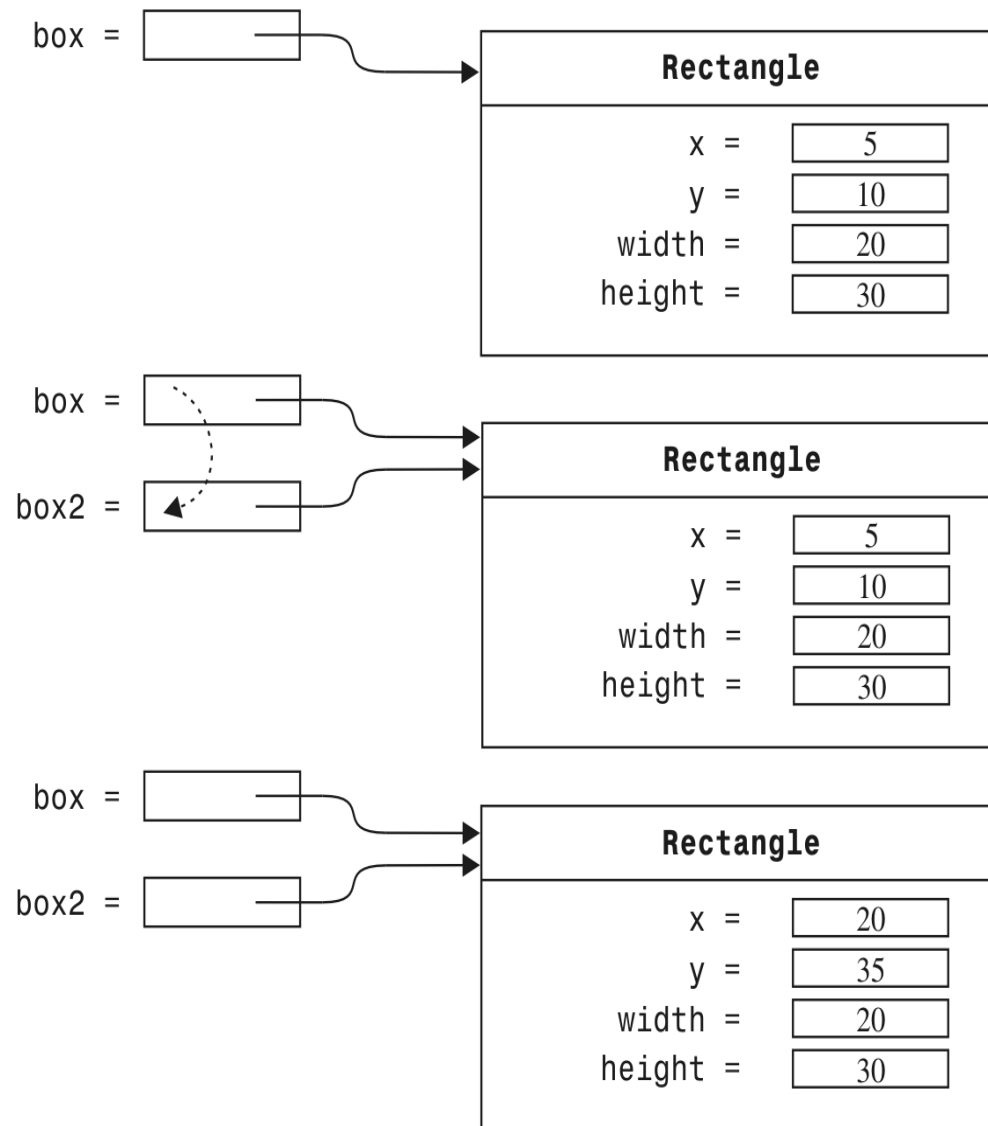 box =
Rectangle
x = 5
y = 10
width = 20
height = 30
box =
box2 =
Rectangle
x = 5
y = 10
width = 20
height = 30
box =
box2 =
Rectangle
x = 20
y = 35
width = 20
height = 30